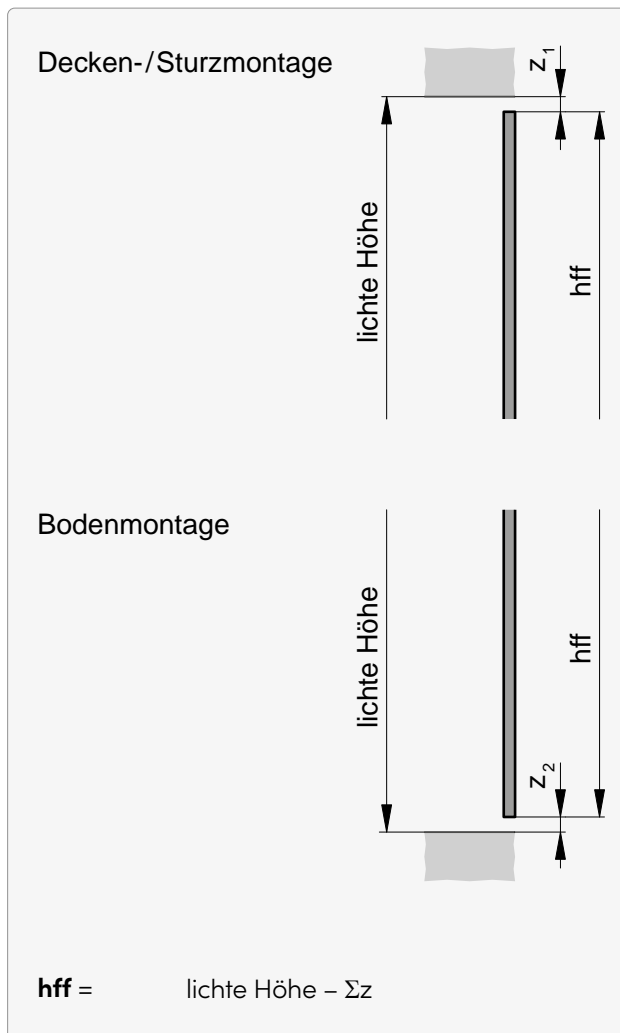 Decken-/Sturzmontage
z1
lichte Höhe
hff
Bodenmontage
lichte Höhe
hff
z2
hff = lichte Höhe – Σz